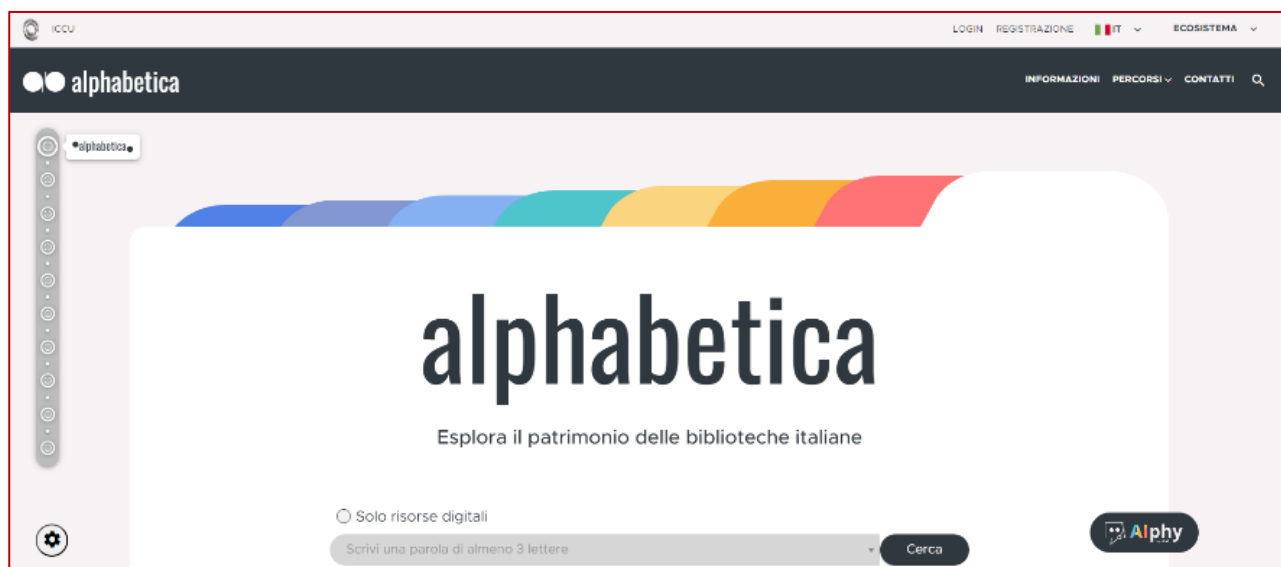 ICCU LOGIN REGISTRAZIONE IT ECOSISTEMA
alphabetica INFORMAZIONI PERCORSI CONTATTI
alphabetica
alphabetica
Esplora il patrimonio delle biblioteche italiane
Solo risorse digitali
Scrivi una parola di almeno 3 lettere Cerca
Alphy